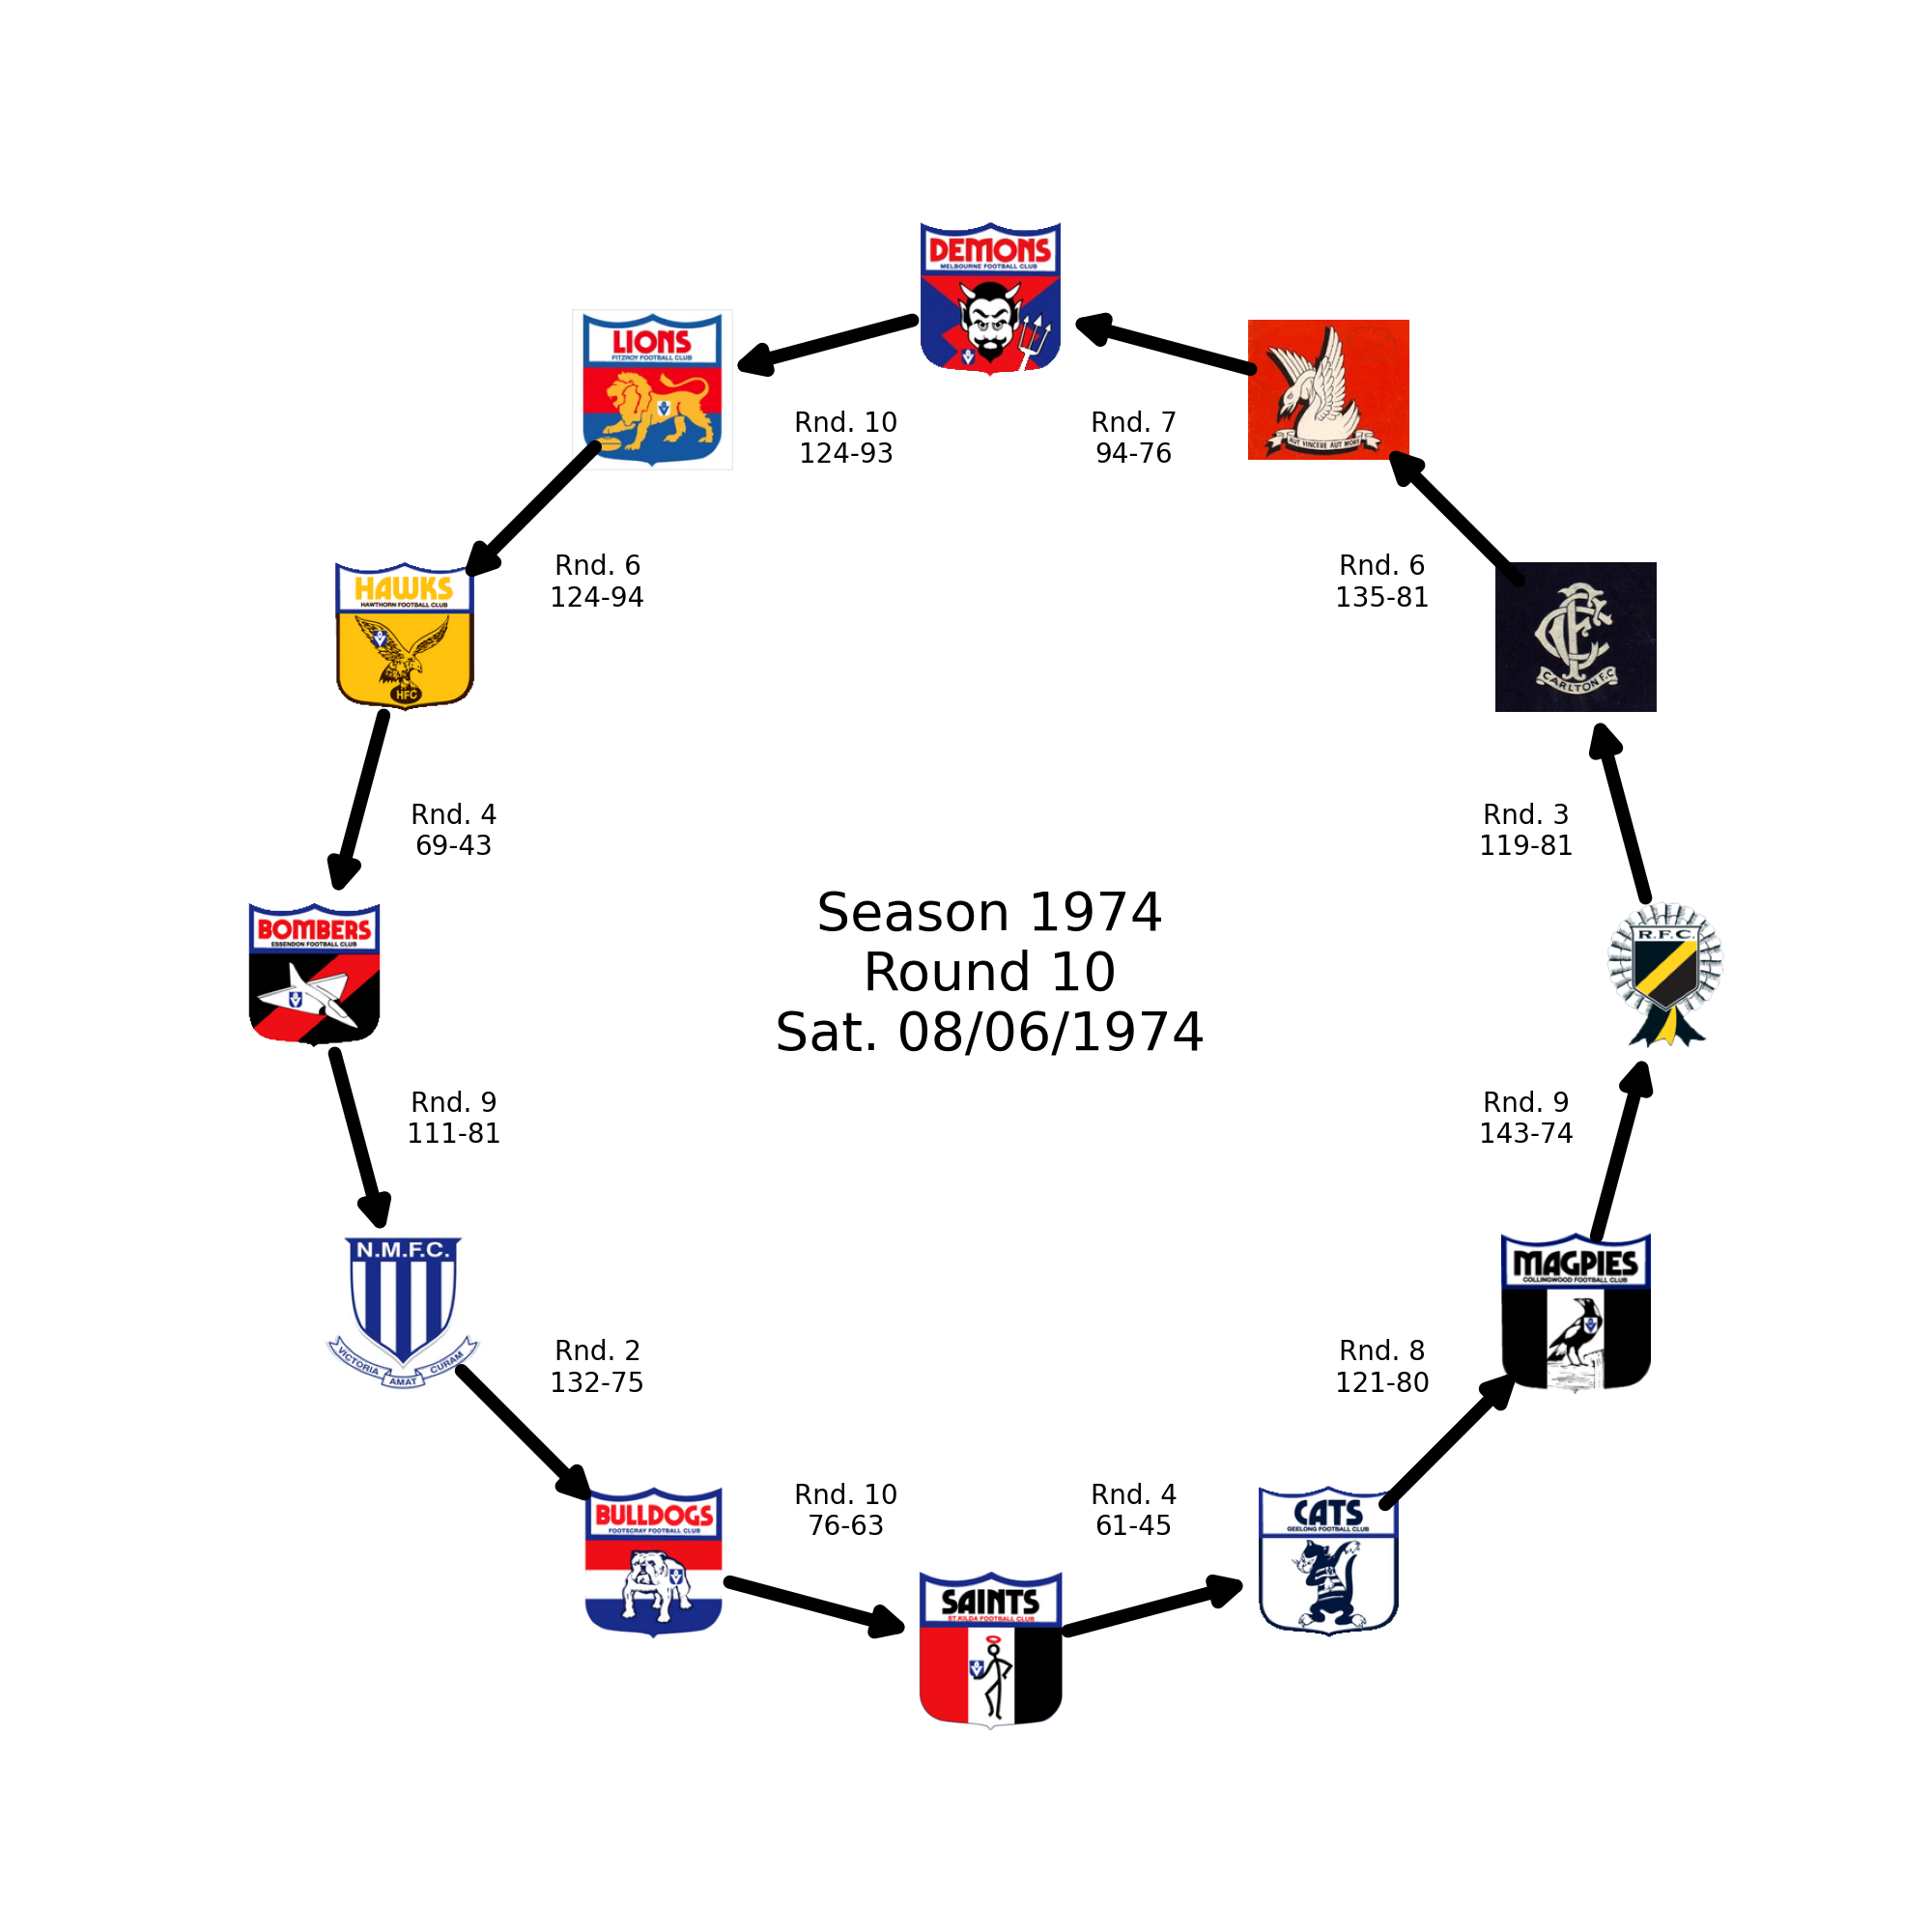 DEMONS
MELBOURNE FOOTBALL CLUB
LIONS
FITZROY FOOTBALL CLUB
AUT VINCERE AUT MORI
Rnd. 10
124-93
Rnd. 7
94-76
HAWKS
HAWTHORN FOOTBALL CLUB
HFC
Rnd. 6
124-94
Rnd. 6
135-81
CFC
CARLTON F.C
Rnd. 4
69-43
Rnd. 3
119-81
BOMBERS
ESSENDON FOOTBALL CLUB
Season 1974
Round 10
Sat. 08/06/1974
R.F.C.
Rnd. 9
111-81
Rnd. 9
143-74
N.M.F.C.
VICTORIA AMAT CURAM
MAGPIES
COLLINGWOOD FOOTBALL CLUB
Rnd. 2
132-75
Rnd. 8
121-80
BULLDOGS
FOOTSCRAY FOOTBALL CLUB
Rnd. 10
76-63
Rnd. 4
61-45
CATS
GEELONG FOOTBALL CLUB
SAINTS
ST.KILDA FOOTBALL CLUB